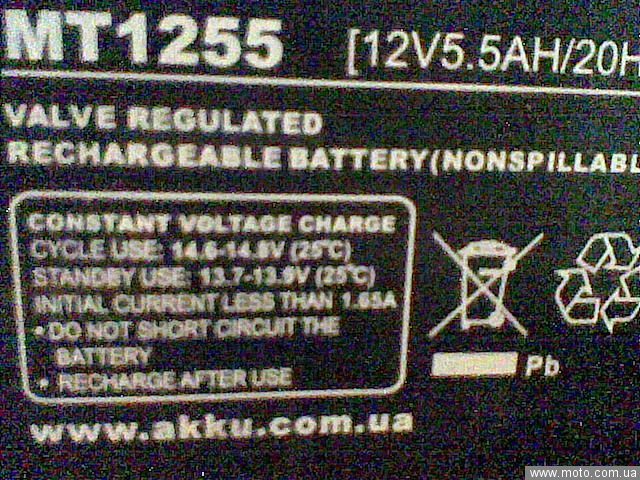 MT1255 [12V5.5AH/20H
VALVE REGULATED
RECHARGEABLE BATTERY(NONSPILLABL
CONSTANT VOLTAGE CHARGE
CYCLE USE: 14.6-14.8V (25°C)
STANDBY USE: 13.7-13.9V (25°C)
INITIAL CURRENT LESS THAN 1.65A
• DO NOT SHORT CIRCUIT THE
BATTERY
• RECHARGE AFTER USE
Pb
www.akku.com.ua
www.moto.com.ua